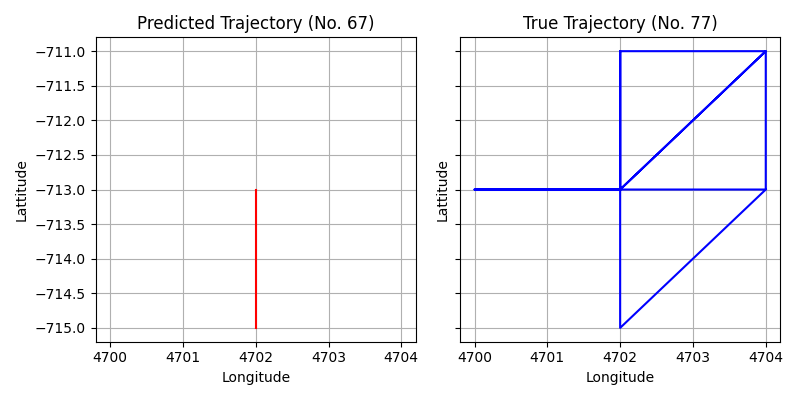 Predicted Trajectory (No. 67)
True Trajectory (No. 77)
−711.0
−711.5
−712.0
−712.5
−713.0
−713.5
−714.0
−714.5
−715.0
Lattitude
Lattitude
4700 4701 4702 4703 4704
4700 4701 4702 4703 4704
Longitude
Longitude